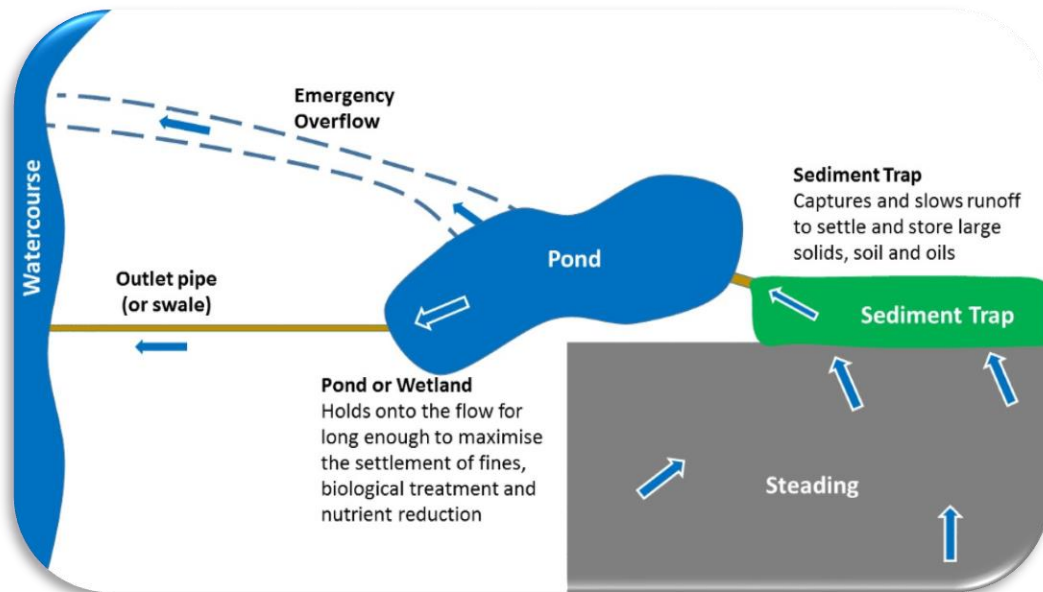 Emergency
Overflow
Watercourse
Sediment Trap
Captures and slows runoff
to settle and store large
solids, soil and oils
Pond
Outlet pipe
(or swale)
Sediment Trap
Pond or Wetland
Holds onto the flow for
long enough to maximise
the settlement of fines,
biological treatment and
nutrient reduction
Steading